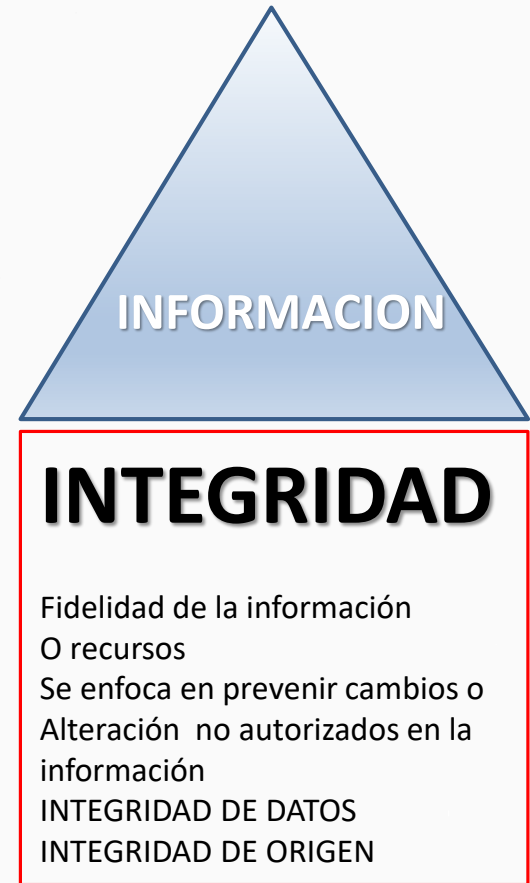 INFORMACION
INTEGRIDAD
Fidelidad de la información
O recursos
Se enfoca en prevenir cambios o
Alteración no autorizados en la
información
INTEGRIDAD DE DATOS
INTEGRIDAD DE ORIGEN